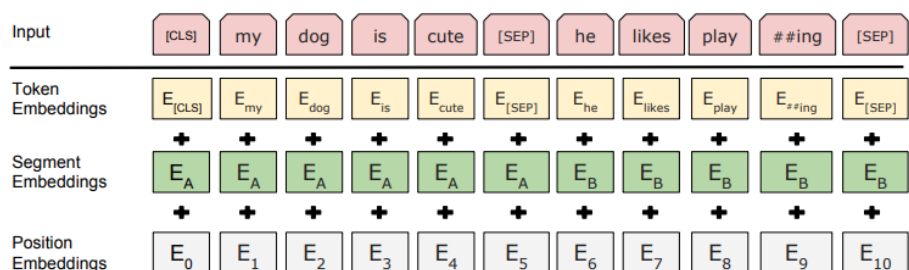 Input [CLS] my dog is cute [SEP] he likes play ##ing [SEP]
Token Embeddings E[CLS] Emy Edog Eis Ecute E[SEP] Ehe Elikes Eplay E##ing E[SEP]
+ + + + + + + + + + +
Segment Embeddings EA EA EA EA EA EA EB EB EB EB EB
+ + + + + + + + + + +
Position Embeddings E0 E1 E2 E3 E4 E5 E6 E7 E8 E9 E10